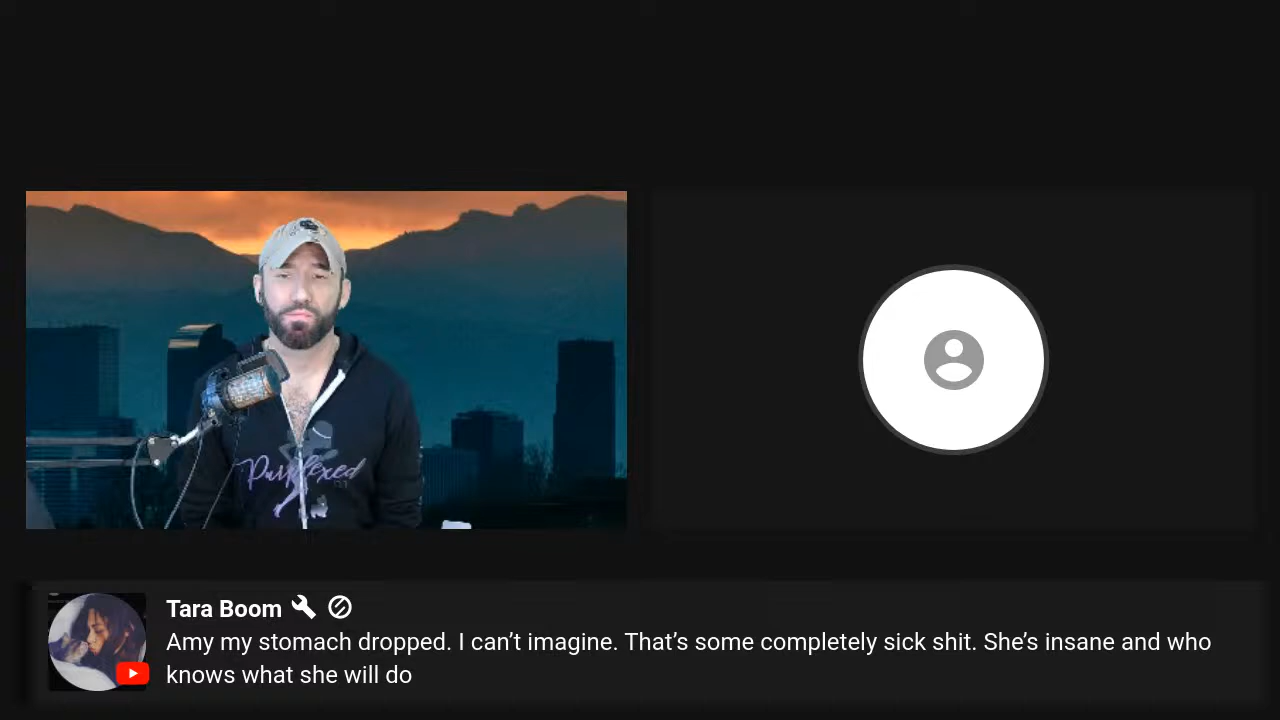 Purrplexed
Tara Boom
Amy my stomach dropped. I can’t imagine. That’s some completely sick shit. She’s insane and who
knows what she will do